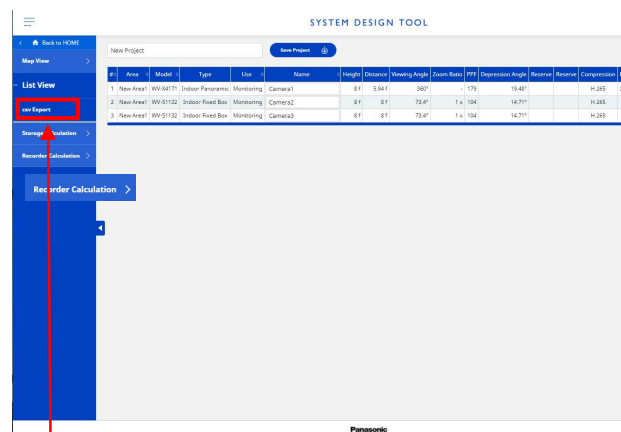 SYSTEM DESIGN TOOL
< Back to HOME
Map View >
List View
csv Export
Storage Calculation >
Recorder Calculation >
Recorder Calculation >
New Project
Save Project
# Area Model Type Use Name Height Distance Viewing Angle Zoom Ratio PPF Depression Angle Reserve Reserve Compression
1 New Area1 WV-X4171 Indoor Panoramic Monitoring Camera1 8 f 5.94 f 360° - 179 19.48° H.265
2 New Area1 WV-S1132 Indoor Fixed Box Monitoring Camera2 8 f 8 f 73.4° 1 x 104 14.71° H.265
3 New Area1 WV-S1132 Indoor Fixed Box Monitoring Camera3 8 f 8 f 73.4° 1 x 104 14.71° H.265
Panasonic